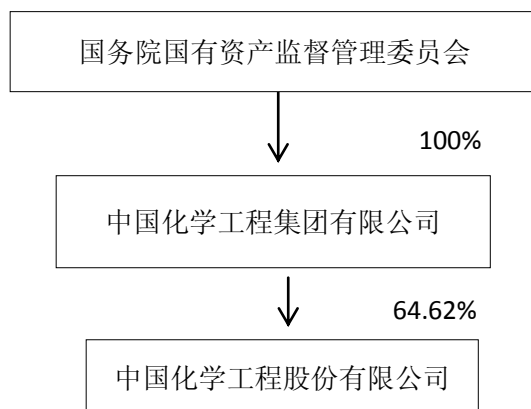 国务院国有资产监督管理委员会
100%
中国化学工程集团有限公司
64.62%
中国化学工程股份有限公司